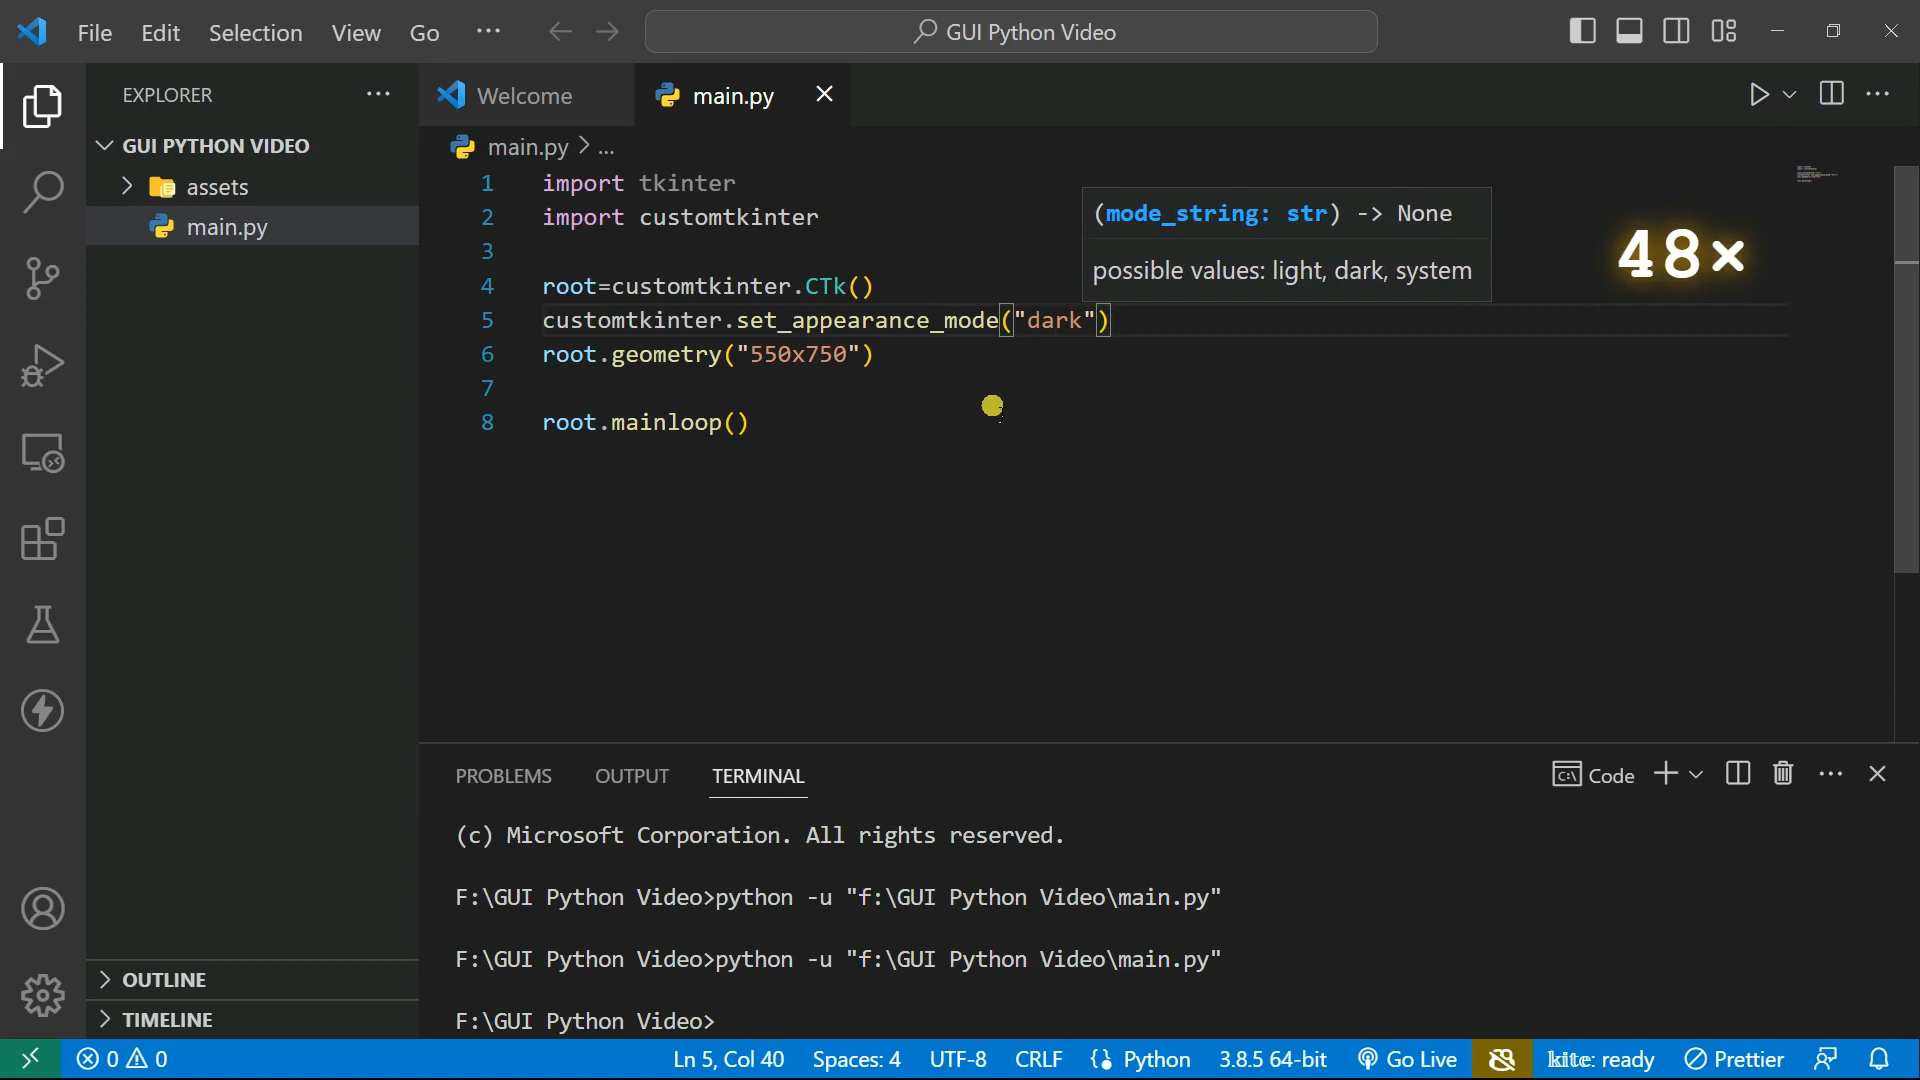 File Edit Selection View Go ··· GUI Python Video
EXPLORER ···
GUI PYTHON VIDEO
assets
main.py
Welcome main.py
main.py > ...
1 import tkinter
2 import customtkinter
3
4 root=customtkinter.CTk()
5 customtkinter.set_appearance_mode("dark")
6 root.geometry("550x750")
7
8 root.mainloop()
(mode_string: str) -> None
possible values: light, dark, system
48×
PROBLEMS OUTPUT TERMINAL Code
(c) Microsoft Corporation. All rights reserved.
F:\GUI Python Video>python -u "f:\GUI Python Video\main.py"
F:\GUI Python Video>python -u "f:\GUI Python Video\main.py"
F:\GUI Python Video>
OUTLINE
TIMELINE
0 0 Ln 5, Col 40 Spaces: 4 UTF-8 CRLF Python 3.8.5 64-bit Go Live kite: ready Prettier